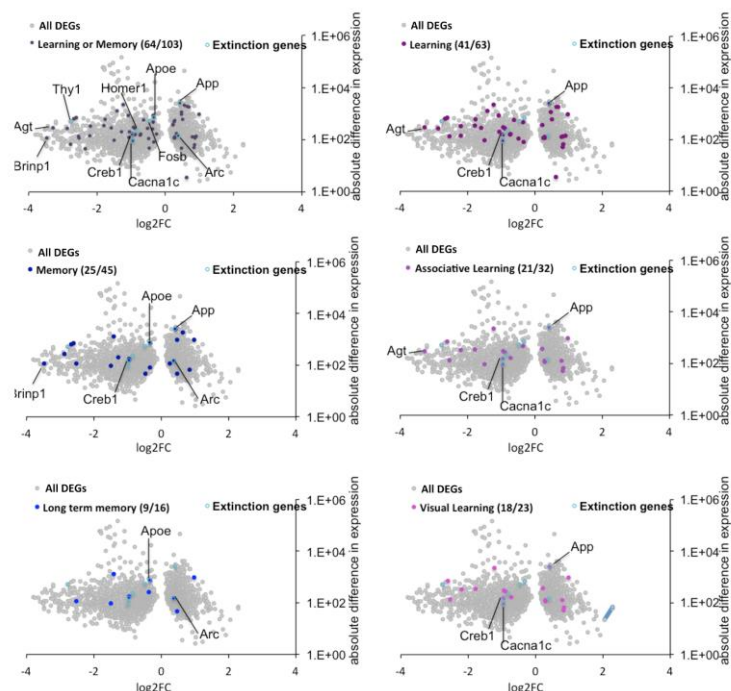 All DEGs
Learning or Memory (64/103)
Extinction genes
Apoe
Thy1
Homer1
App
Agt
Brinp1
Fosb
Creb1
Arc
Cacna1c
1.E+06
1.E+04
1.E+02
1.E+00
absolute difference in expression
-4 -2 0 2 4
log2FC
All DEGs
Learning (41/63)
Extinction genes
App
Agt
Creb1
Cacna1c
1.E+06
1.E+04
1.E+02
1.E+00
absolute difference in expression
-4 -2 0 2 4
log2FC
All DEGs
Memory (25/45)
Extinction genes
Apoe
App
Brinp1
Creb1
Arc
1.E+06
1.E+04
1.E+02
1.E+00
absolute difference in expression
-4 -2 0 2 4
log2FC
All DEGs
Associative Learning (21/32)
Extinction genes
App
Agt
Creb1
Cacna1c
1.E+06
1.E+04
1.E+02
1.E+00
absolute difference in expression
-4 -2 0 2 4
log2FC
All DEGs
Long term memory (9/16)
Extinction genes
Apoe
Arc
1.E+06
1.E+04
1.E+02
1.E+00
absolute difference in expression
-4 -2 0 2 4
log2FC
All DEGs
Visual Learning (18/23)
Extinction genes
App
Creb1
Cacna1c
1.E+06
1.E+04
1.E+02
1.E+00
absolute difference in expression
-4 -2 0 2 4
log2FC